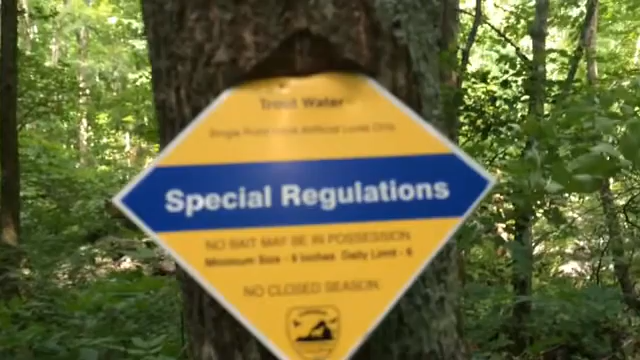 Trout Water
Single Point Hook Artificial Lures Only
Special Regulations
NO BAIT MAY BE IN POSSESSION
Minimum Size - 9 Inches Daily Limit - 6
NO CLOSED SEASON